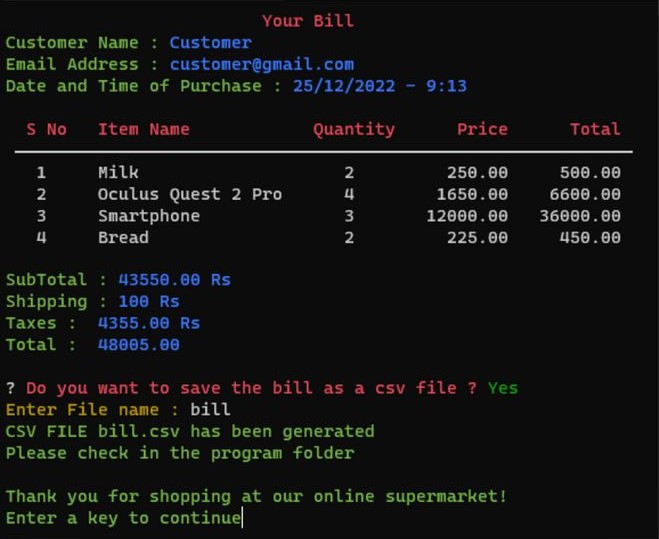 Your Bill
Customer Name : Customer
Email Address : customer@gmail.com
Date and Time of Purchase : 25/12/2022 - 9:13
S No Item Name Quantity Price Total
1 Milk 2 250.00 500.00
2 Oculus Quest 2 Pro 4 1650.00 6600.00
3 Smartphone 3 12000.00 36000.00
4 Bread 2 225.00 450.00
SubTotal : 43550.00 Rs
Shipping : 100 Rs
Taxes : 4355.00 Rs
Total : 48005.00
? Do you want to save the bill as a csv file ? Yes
Enter File name : bill
CSV FILE bill.csv has been generated
Please check in the program folder
Thank you for shopping at our online supermarket!
Enter a key to continue